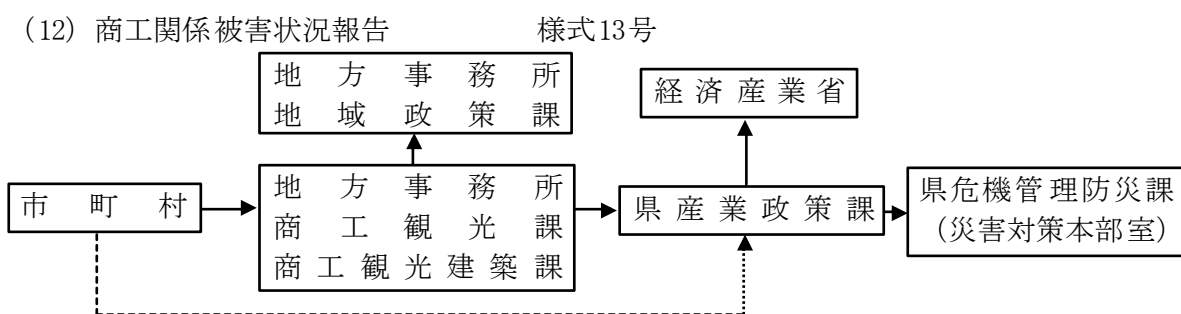 (12) 商工関係被害状況報告 様式13号
地方事務所
地域政策課
経済産業省
市町村
地方事務所
商工観光課
商工観光建築課
県産業政策課
県危機管理防災課
(災害対策本部室)